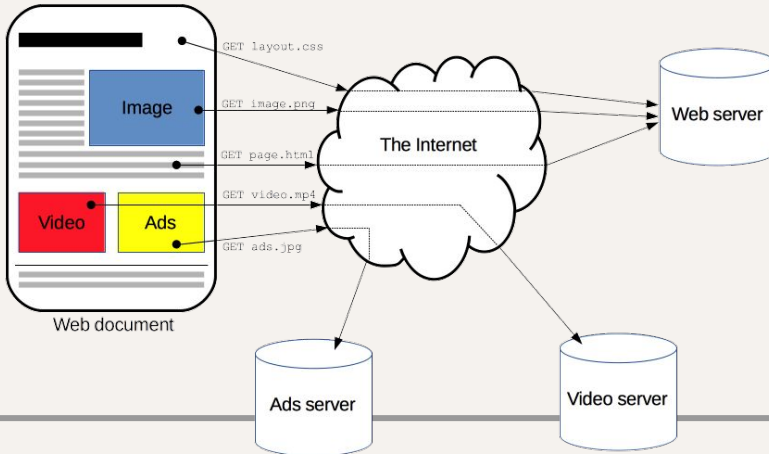 GET layout.css
Image
GET image.png
The Internet
Web server
GET page.html
GET video.mp4
Video
Ads
GET ads.jpg
Web document
Ads server
Video server